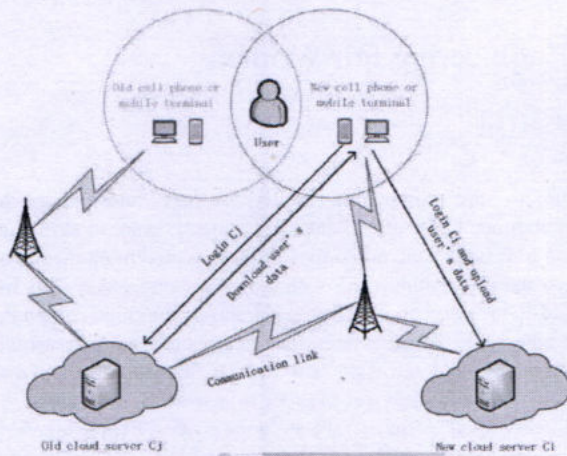 Old cell phone or
mobile terminal
New cell phone or
mobile terminal
User
Login Cj
Download user's
data
Login Ci and upload
user's data
Communication link
Old cloud server Cj
New cloud server Ci